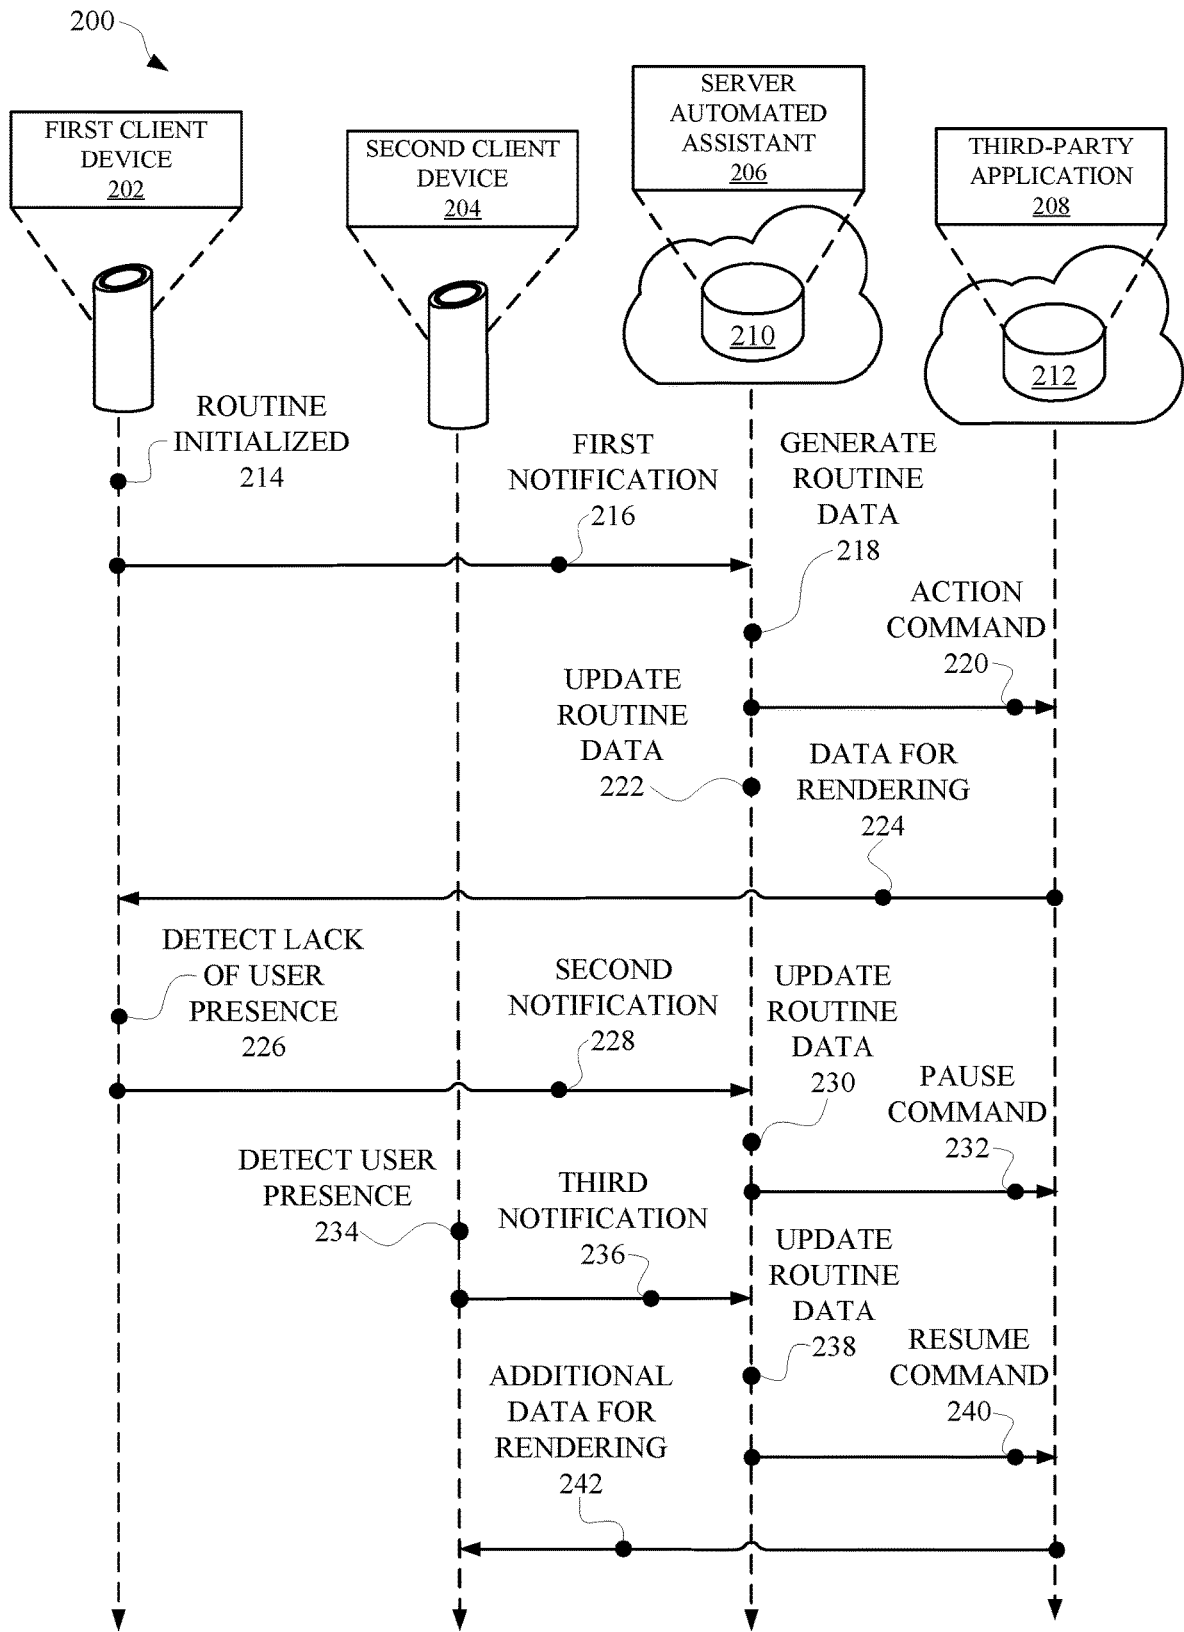 200
FIRST CLIENT
DEVICE
202
SECOND CLIENT
DEVICE
204
SERVER
AUTOMATED
ASSISTANT
206
THIRD-PARTY
APPLICATION
208
210
212
ROUTINE
INITIALIZED
214
FIRST
NOTIFICATION
216
GENERATE
ROUTINE
DATA
218
ACTION
COMMAND
220
UPDATE
ROUTINE
DATA
222
DATA FOR
RENDERING
224
DETECT LACK
OF USER
PRESENCE
226
SECOND
NOTIFICATION
228
UPDATE
ROUTINE
DATA
230
PAUSE
COMMAND
232
DETECT USER
PRESENCE
234
THIRD
NOTIFICATION
236
UPDATE
ROUTINE
DATA
238
RESUME
COMMAND
240
ADDITIONAL
DATA FOR
RENDERING
242